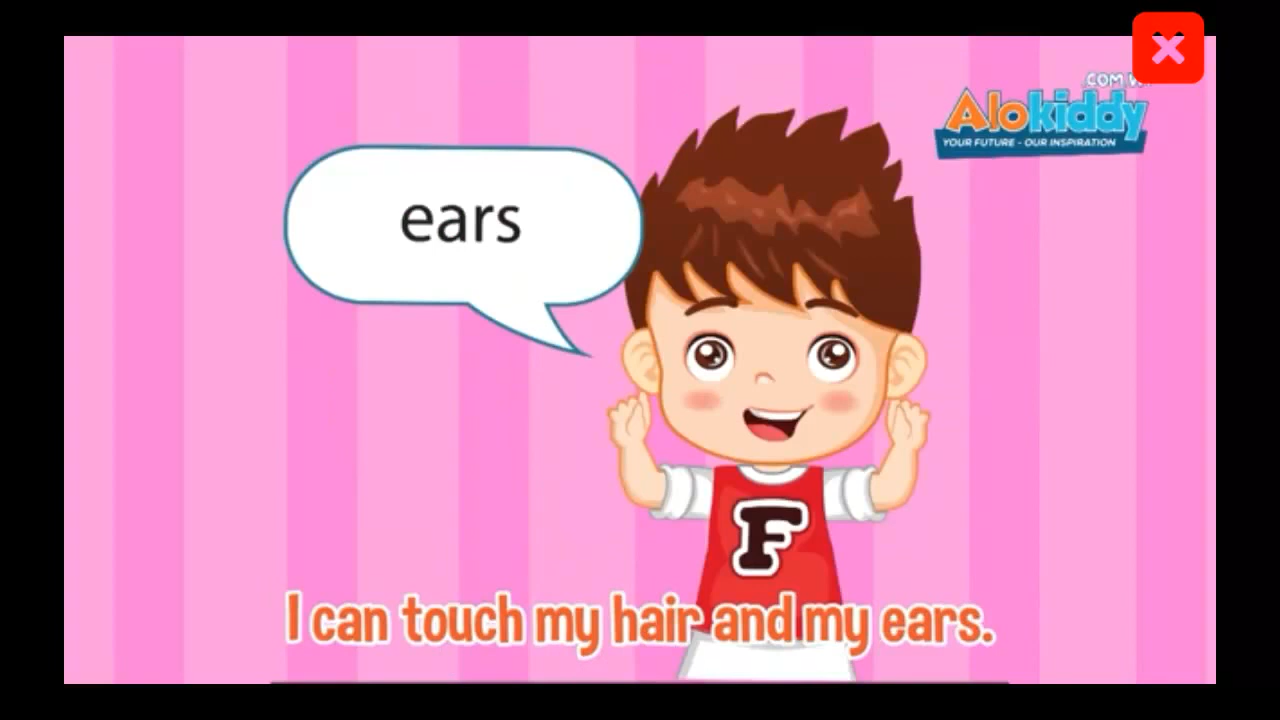 Alokiddy
YOUR FUTURE - OUR INSPIRATION
ears
F
I can touch my hair and my ears.